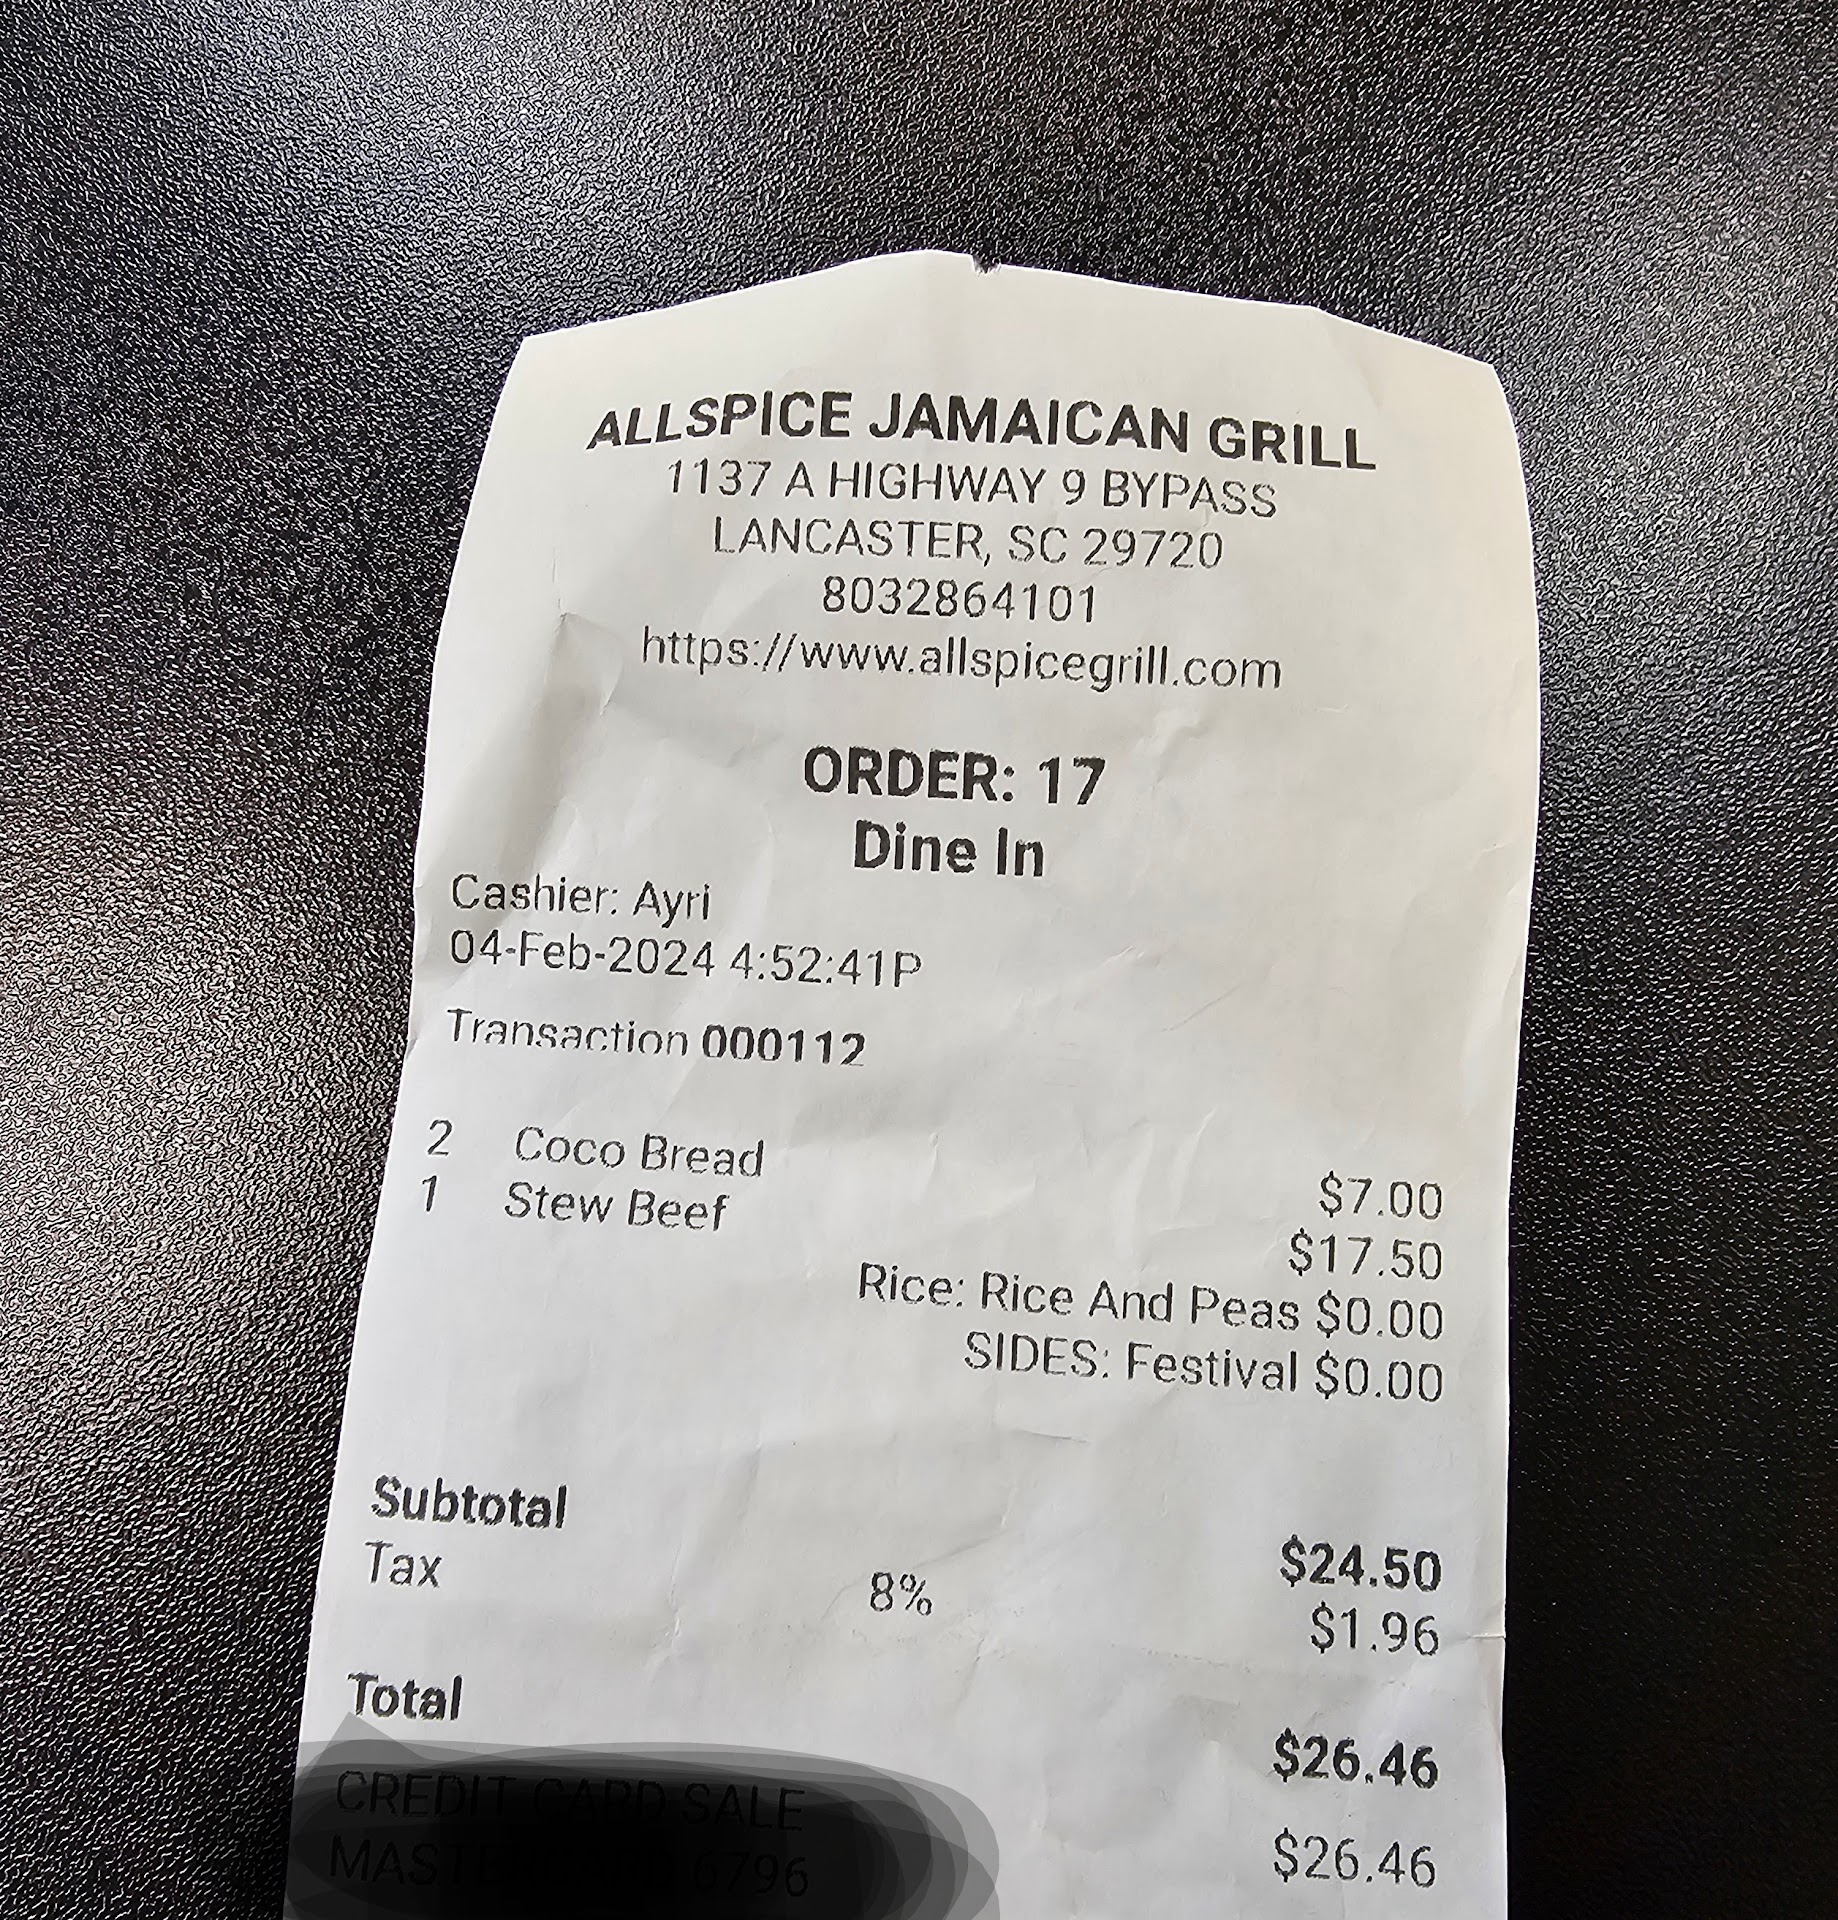 ALLSPICE JAMAICAN GRILL
1137 A HIGHWAY 9 BYPASS
LANCASTER, SC 29720
8032864101
https://www.allspicegrill.com
ORDER: 17
Dine In
Cashier: Ayri
04-Feb-2024 4:52:41P
Transaction 000112
2 Coco Bread $7.00
1 Stew Beef $17.50
Rice: Rice And Peas $0.00
SIDES: Festival $0.00
Subtotal $24.50
Tax 8% $1.96
Total $26.46
CREDIT CARD SALE $26.46